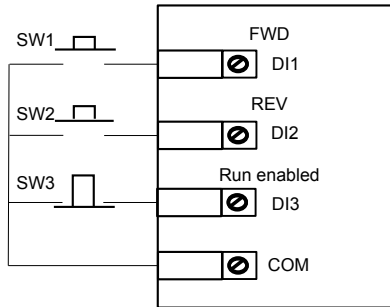 SW1
FWD
DI1
SW2
REV
DI2
SW3
Run enabled
DI3
COM